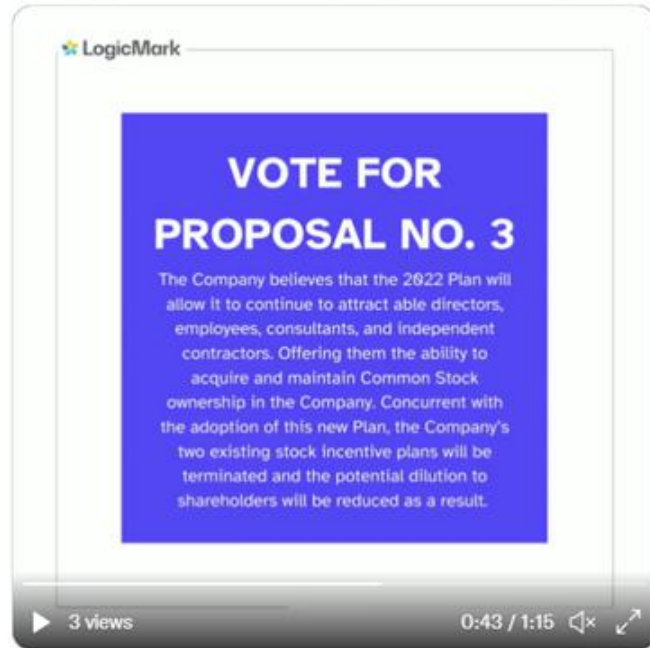 LogicMark
VOTE FOR
PROPOSAL NO. 3
The Company believes that the 2022 Plan will
allow it to continue to attract able directors,
employees, consultants, and independent
contractors. Offering them the ability to
acquire and maintain Common Stock
ownership in the Company. Concurrent with
the adoption of this new Plan, the Company's
two existing stock incentive plans will be
terminated and the potential dilution to
shareholders will be reduced as a result.
3 views 0:43 / 1:15